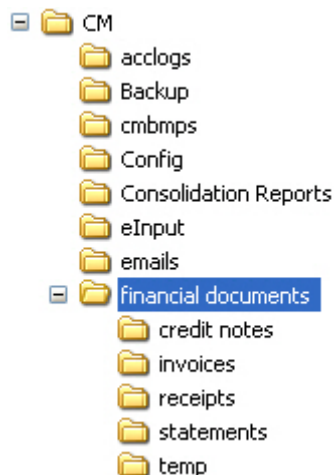 CM
acclogs
Backup
cmbmps
Config
Consolidation Reports
eInput
emails
financial documents
credit notes
invoices
receipts
statements
temp